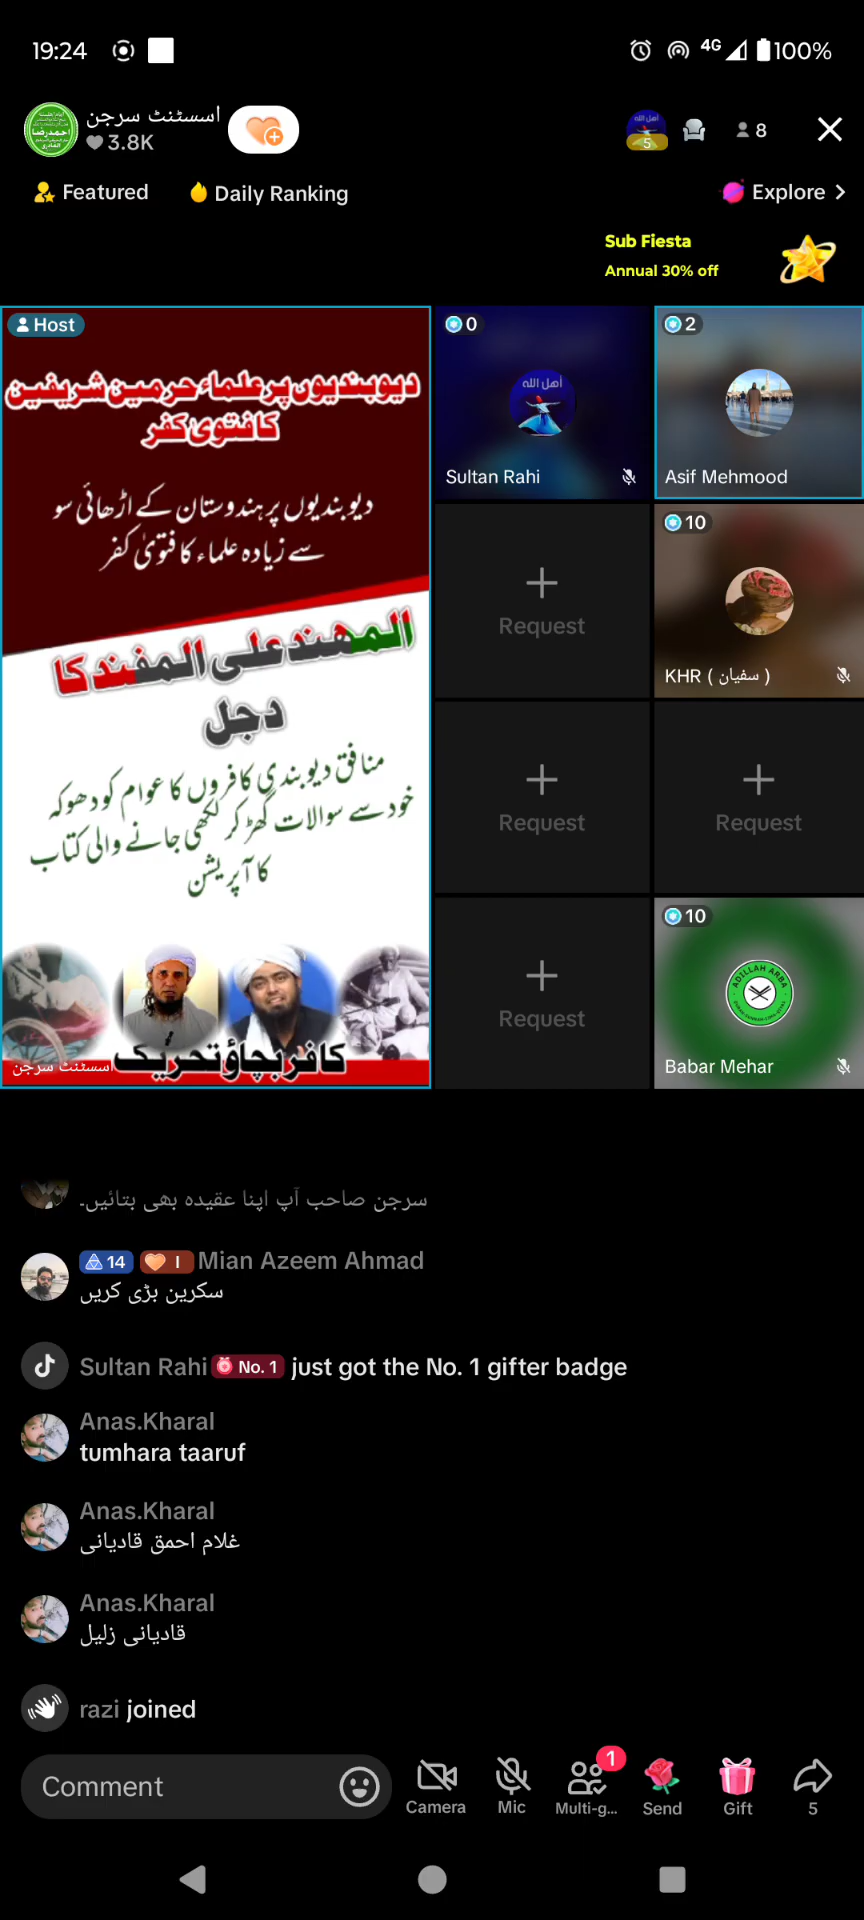 19:24
4G
100%
اسسٹنٹ سرجن
3.8K
5
8
Featured
Daily Ranking
Explore
Sub Fiesta
Annual 30% off
Host
دیوبندیوں پر علماء حرمین شریفین
کا فتویٰ کفر
دیوبندیوں پر ہندوستان کے اڑھائی سو
سے زیادہ علماء کا فتویٰ کفر
المھند علی المفند کا
دجل
منافق دیوبندی کافروں کا عوام کو دھوکہ
خود سے سوالات گھڑ کر لکھی جانے والی کتاب
کا آپریشن
کافر بچاؤ تحریک
اسسٹنٹ سرجن
0
أهل الله
Sultan Rahi
2
Asif Mehmood
Request
10
KHR ( سفیان )
Request
Request
Request
10
ADILLAH ARBA
Babar Mehar
سرجن صاحب آپ اپنا عقیدہ بھی بتائیں۔
14 I Mian Azeem Ahmad
سکرین بڑی کریں
Sultan Rahi No. 1 just got the No. 1 gifter badge
Anas.Kharal
tumhara taaruf
Anas.Kharal
غلام احمق قادیانی
Anas.Kharal
قادیانی زلیل
razi joined
Comment
Camera
Mic
1
Multi-g...
Send
Gift
5